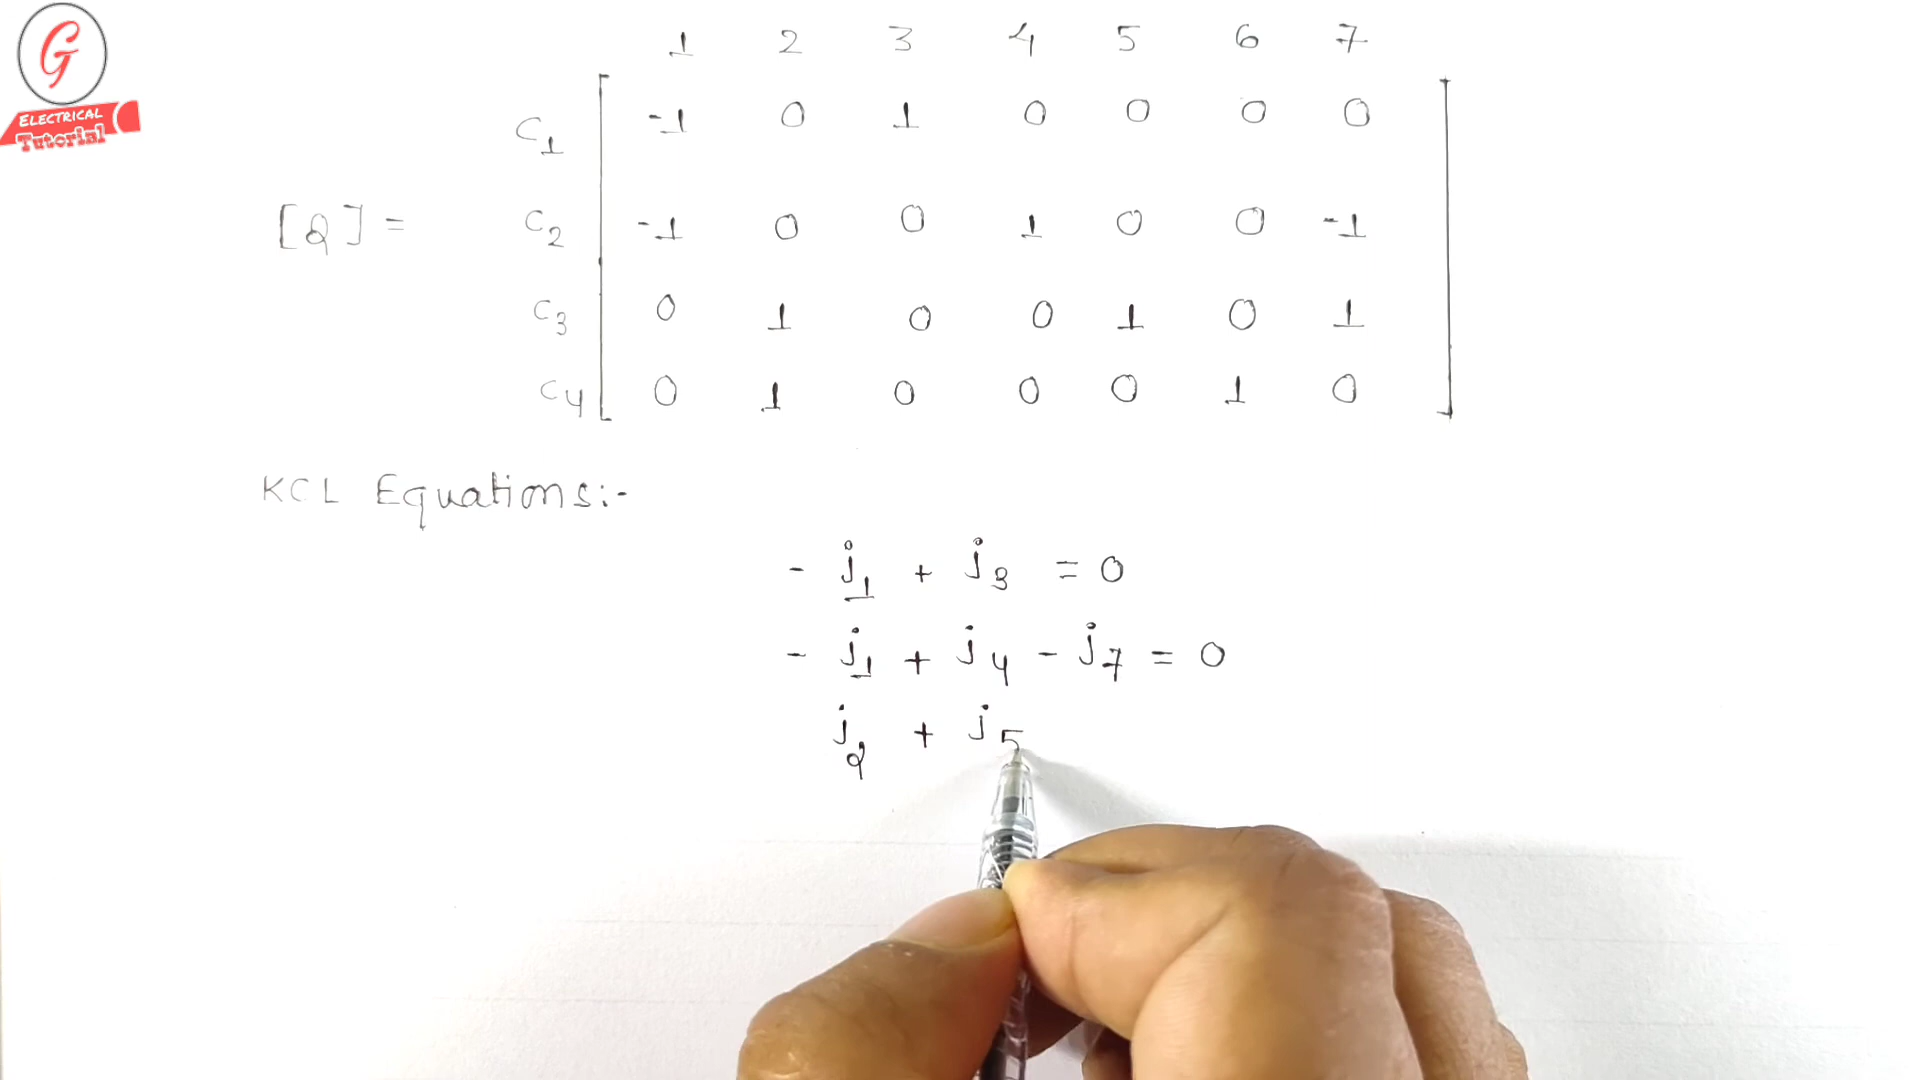 G
ELECTRICAL
Tutorial
1 2 3 4 5 6 7
C1 -1 0 1 0 0 0 0
[Q] = C2 -1 0 0 1 0 0 -1
C3 0 1 0 0 1 0 1
C4 0 1 0 0 0 1 0
KCL Equations:-
- j1 + j3 = 0
- j1 + j4 - j7 = 0
j2 + j5